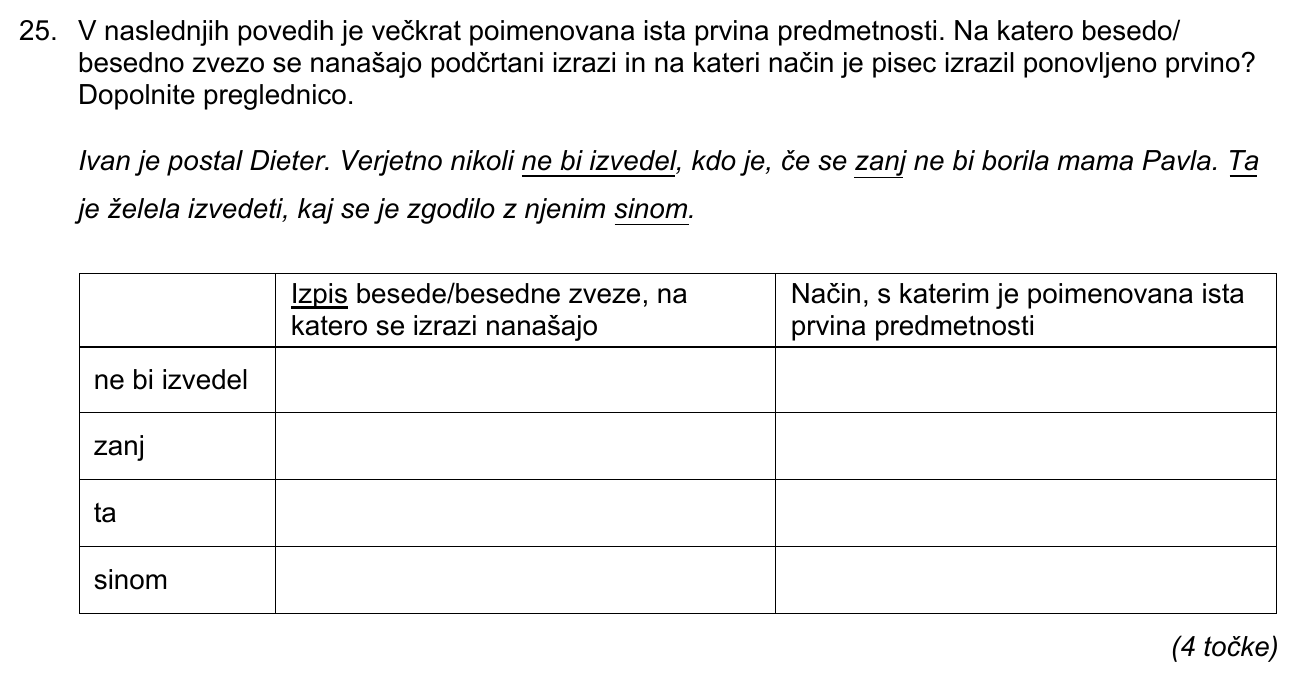 25. V naslednjih povedih je večkrat poimenovana ista prvina predmetnosti. Na katero besedo/
besedno zvezo se nanašajo podčrtani izrazi in na kateri način je pisec izrazil ponovljeno prvino?
Dopolnite preglednico.
Ivan je postal Dieter. Verjetno nikoli ne bi izvedel, kdo je, če se zanj ne bi borila mama Pavla. Ta
je želela izvedeti, kaj se je zgodilo z njenim sinom.
Izpis besede/besedne zveze, na
katero se izrazi nanašajo
Način, s katerim je poimenovana ista
prvina predmetnosti
ne bi izvedel
zanj
ta
sinom
(4 točke)